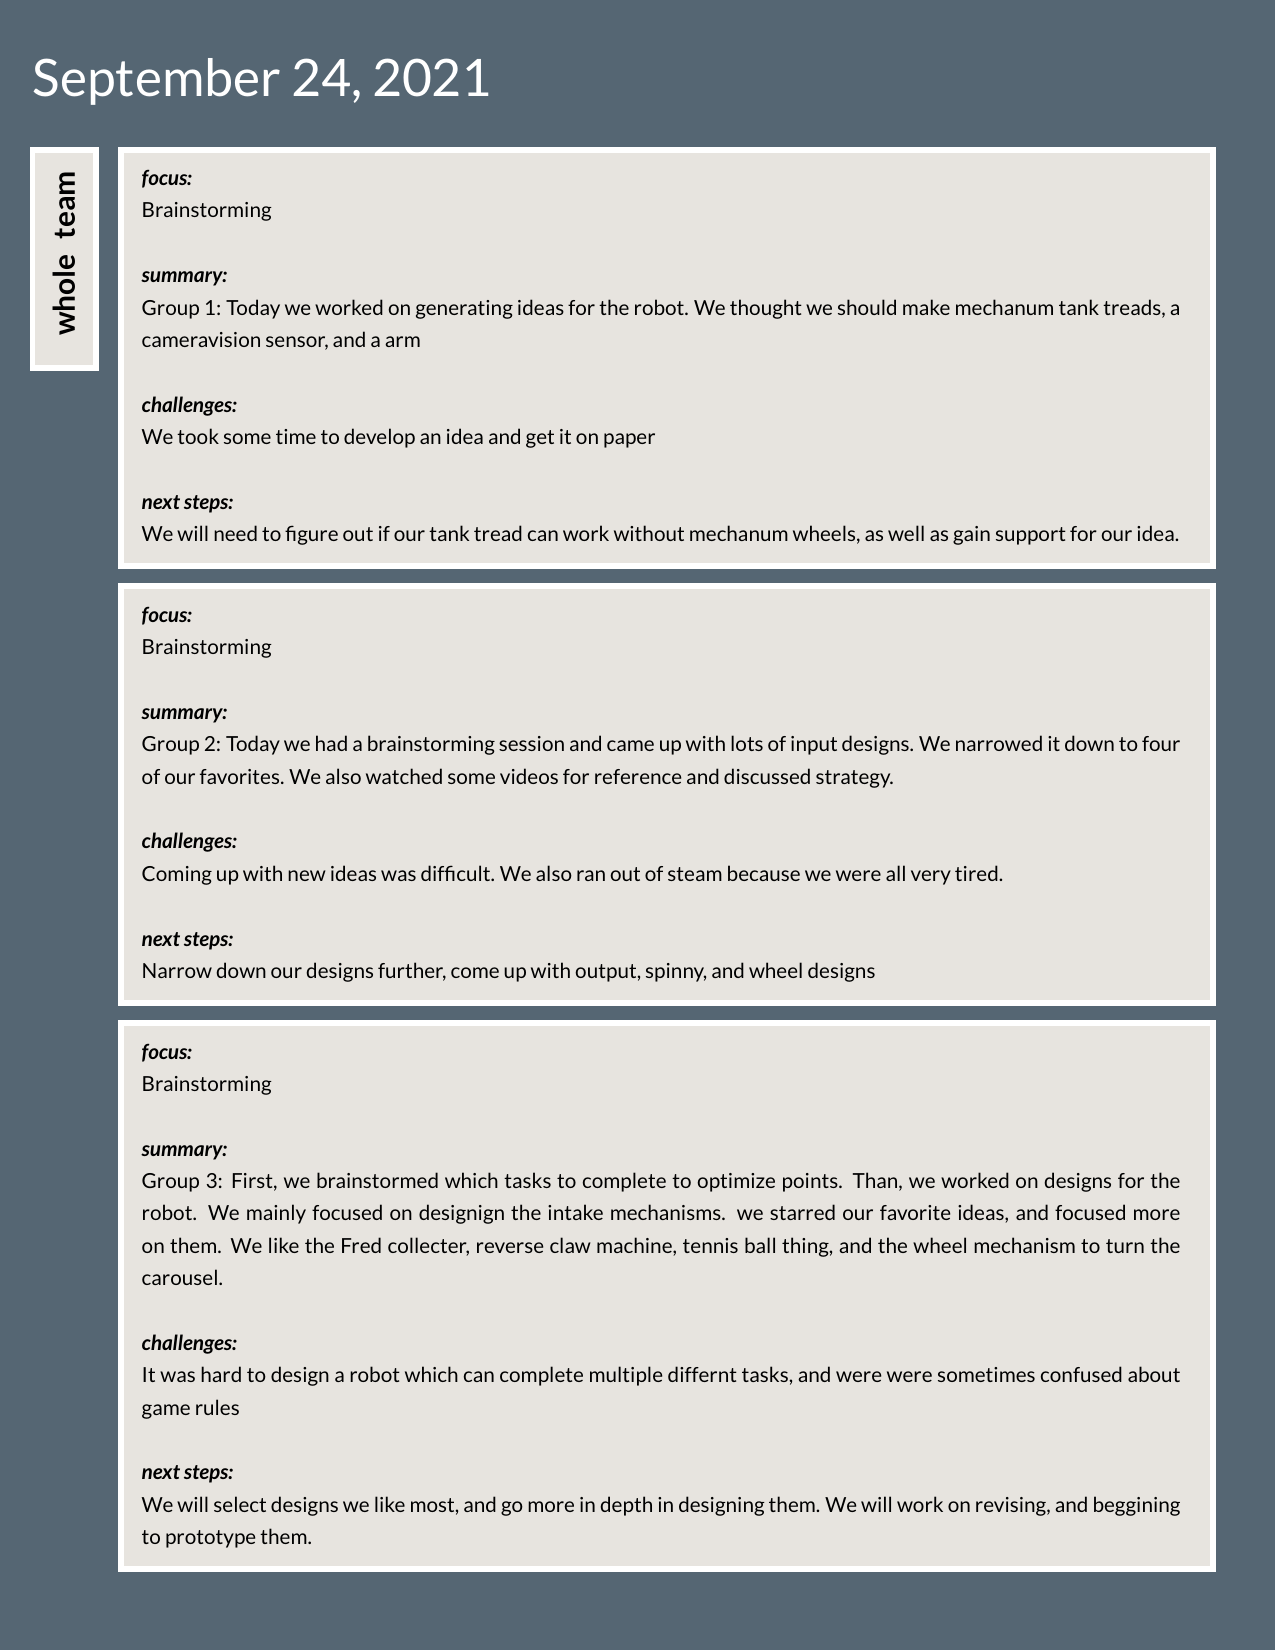 September 24, 2021
whole team
focus:
Brainstorming
summary:
Group 1: Today we worked on generating ideas for the robot. We thought we should make mechanum tank treads, a
cameravision sensor, and a arm
challenges:
We took some time to develop an idea and get it on paper
next steps:
We will need to figure out if our tank tread can work without mechanum wheels, as well as gain support for our idea.
focus:
Brainstorming
summary:
Group 2: Today we had a brainstorming session and came up with lots of input designs. We narrowed it down to four
of our favorites. We also watched some videos for reference and discussed strategy.
challenges:
Coming up with new ideas was difficult. We also ran out of steam because we were all very tired.
next steps:
Narrow down our designs further, come up with output, spinny, and wheel designs
focus:
Brainstorming
summary:
Group 3: First, we brainstormed which tasks to complete to optimize points. Than, we worked on designs for the
robot. We mainly focused on designign the intake mechanisms. we starred our favorite ideas, and focused more
on them. We like the Fred collecter, reverse claw machine, tennis ball thing, and the wheel mechanism to turn the
carousel.
challenges:
It was hard to design a robot which can complete multiple differnt tasks, and were were sometimes confused about
game rules
next steps:
We will select designs we like most, and go more in depth in designing them. We will work on revising, and beggining
to prototype them.